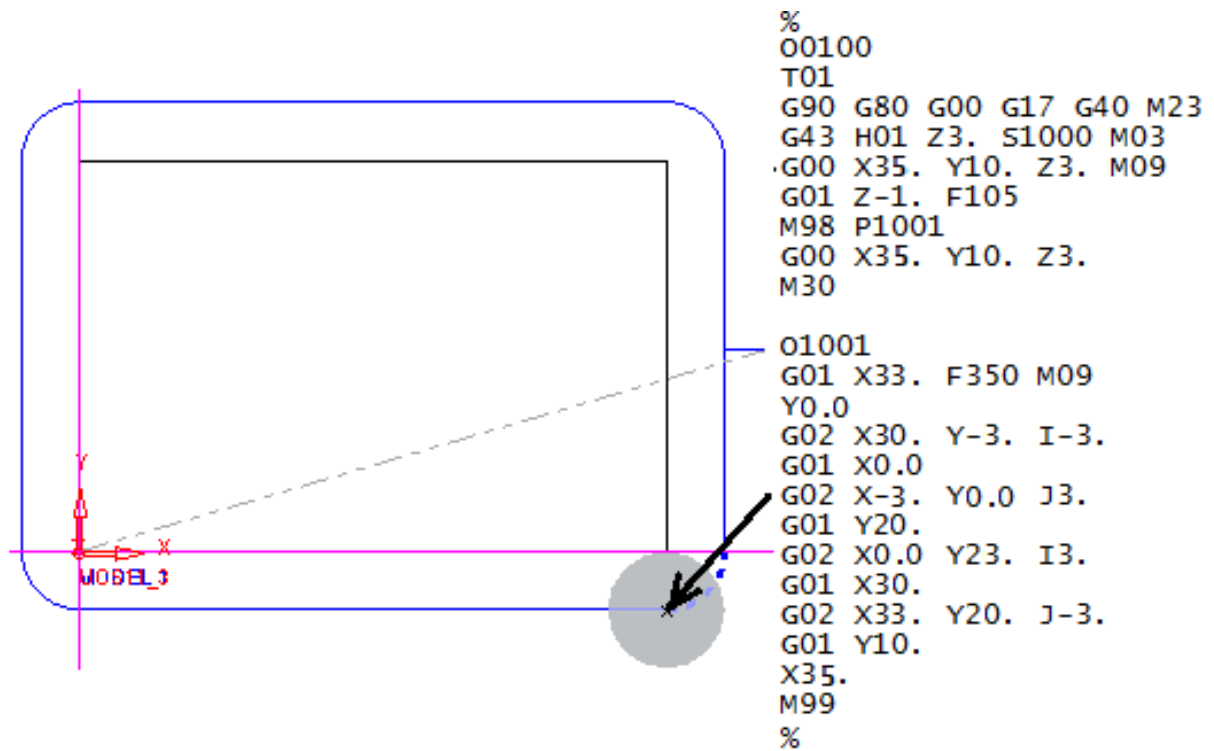 %
O0100
T01
G90 G80 G00 G17 G40 M23
G43 H01 Z3. S1000 M03
G00 X35. Y10. Z3. M09
G01 Z-1. F105
M98 P1001
G00 X35. Y10. Z3.
M30
O1001
G01 X33. F350 M09
Y0.0
G02 X30. Y-3. I-3.
G01 X0.0
G02 X-3. Y0.0 J3.
G01 Y20.
G02 X0.0 Y23. I3.
G01 X30.
G02 X33. Y20. J-3.
G01 Y10.
X35.
M99
%
Y
X